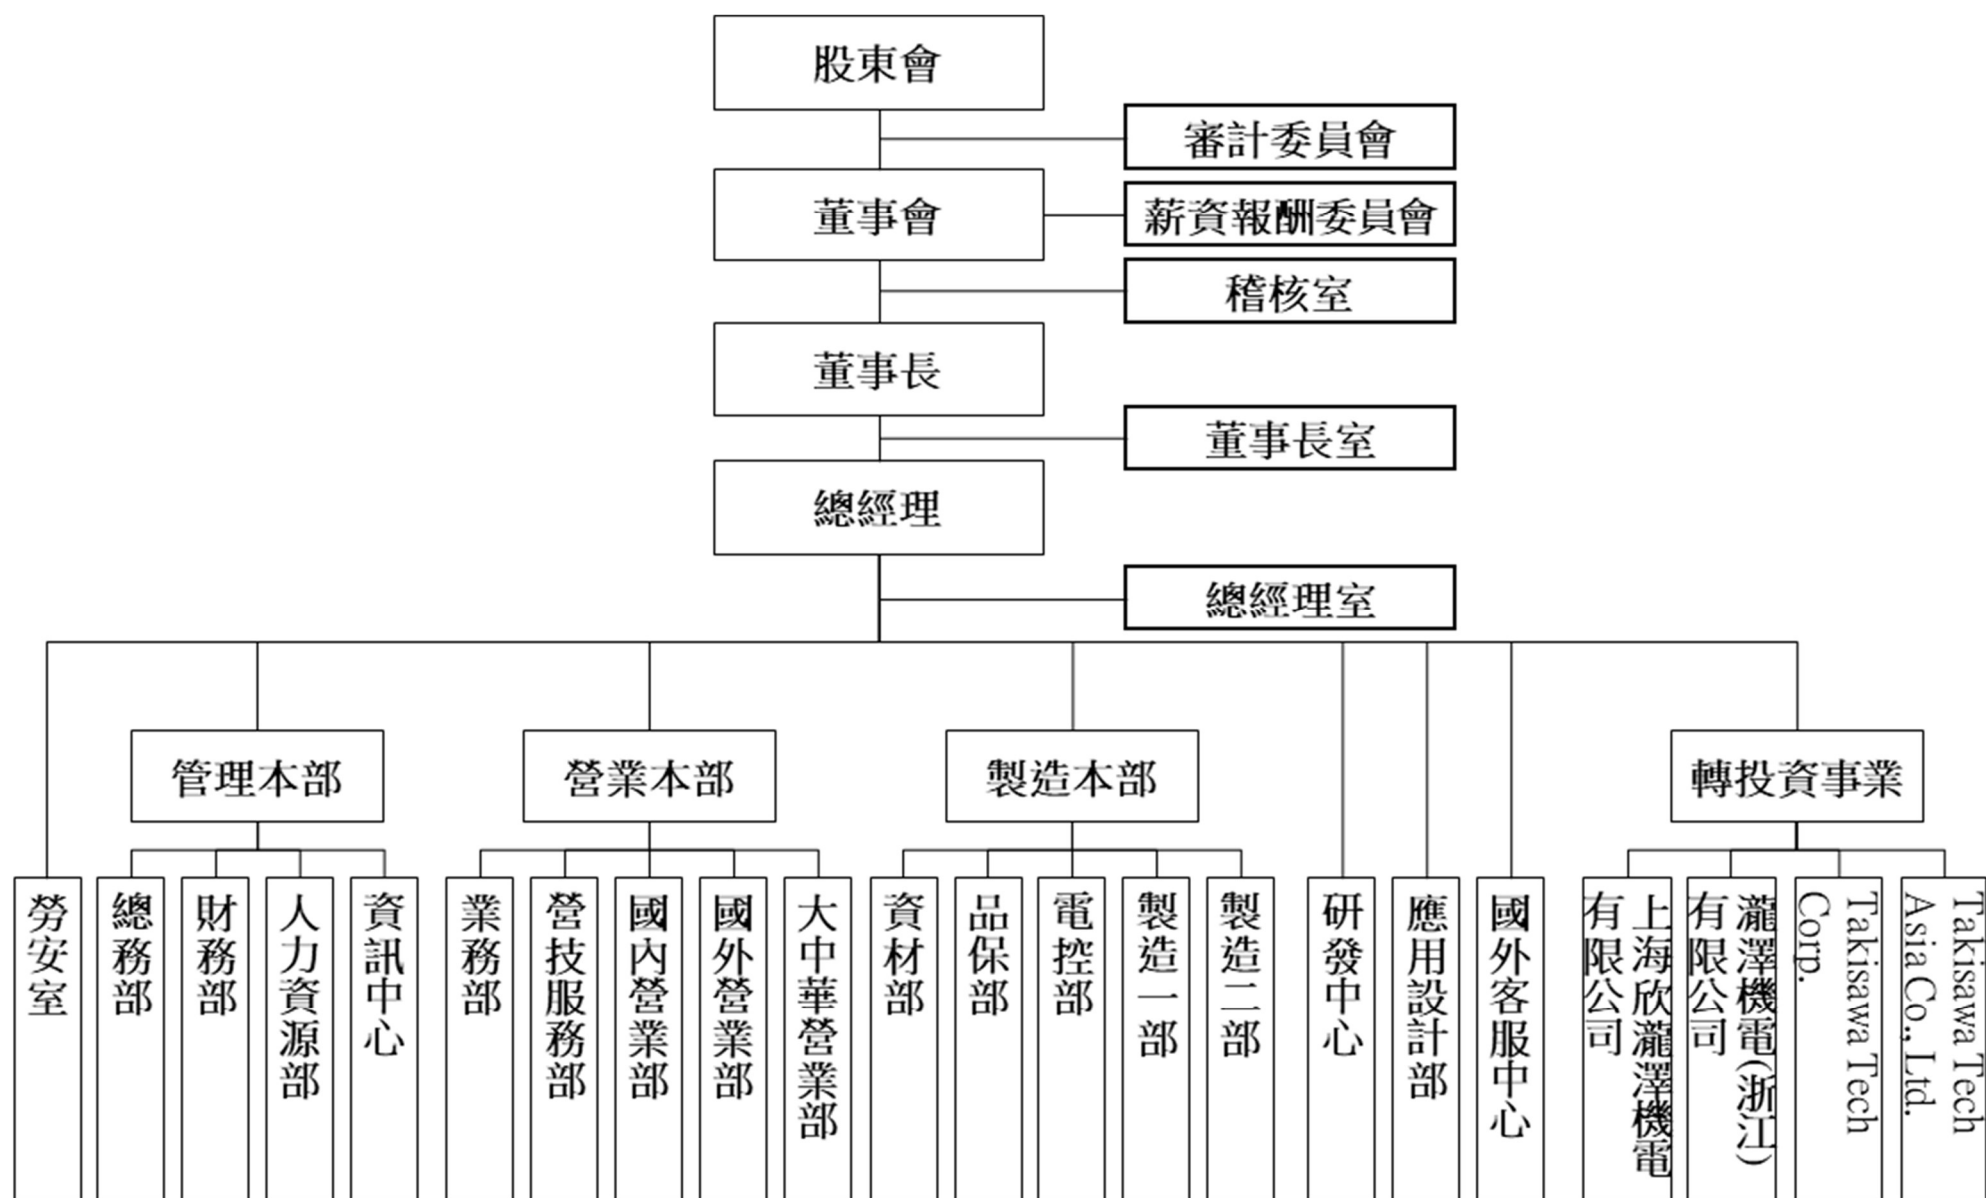 股東會
審計委員會
董事會
薪資報酬委員會
稽核室
董事長
董事長室
總經理
總經理室
管理本部
營業本部
製造本部
轉投資事業
勞安室
總務部
財務部
人力資源部
資訊中心
業務部
營技服務部
國內營業部
國外營業部
大中華營業部
資材部
品保部
電控部
製造一部
製造二部
研發中心
應用設計部
國外客服中心
上海欣瀧澤機電
有限公司
瀧澤機電(浙江)
有限公司
Takisawa Tech
Corp.
Takisawa Tech
Asia Co., Ltd.